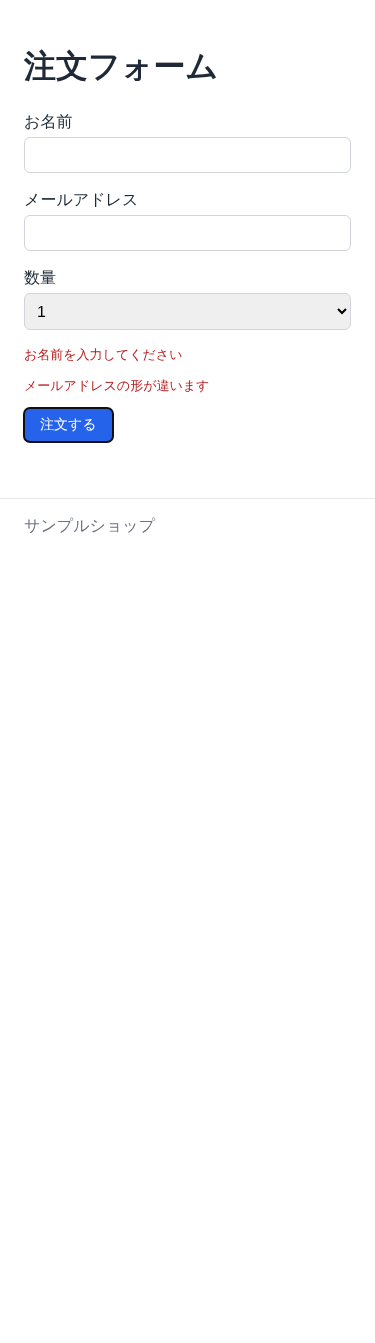 注文フォーム
お名前
メールアドレス
数量
1
お名前を入力してください
メールアドレスの形が違います
注文する
サンプルショップ